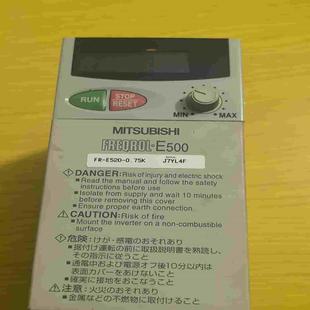 RUN
STOP
RESET
MIN
MAX
MITSUBISHI
FREQROL-E500
FR-E520-0.75K
J7YL4F
DANGER: Risk of injury and electric shock
● Read the manual and follow the safety
instructions before use
● Isolate from supply and wait 10 minutes
before removing this cover
● Ensure proper earth connection.
CAUTION: Risk of fire
● Mount the inverter on a non-combustible
surface
危険: けが・感電のおそれあり
● 据付け運転の前に取扱説明書を熟読し、
その指示に従うこと
● 通電中および電源オフ後10分以内は
表面カバーをあけないこと
● 確実に接地をおこなうこと
注意: 火災のおそれあり
● 金属などの不燃物に取付けること